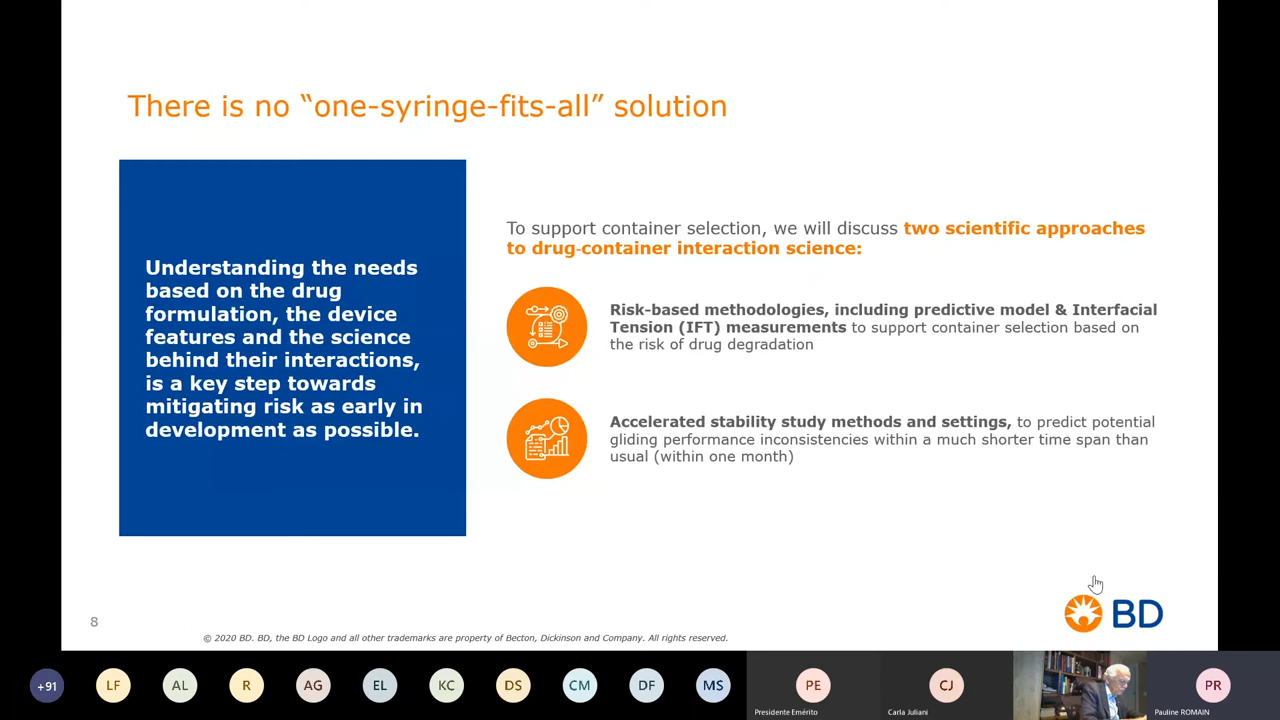 There is no “one-syringe-fits-all” solution
Understanding the needs
based on the drug
formulation, the device
features and the science
behind their interactions,
is a key step towards
mitigating risk as early in
development as possible.
To support container selection, we will discuss two scientific approaches
to drug-container interaction science:
Risk-based methodologies, including predictive model & Interfacial
Tension (IFT) measurements to support container selection based on
the risk of drug degradation
Accelerated stability study methods and settings, to predict potential
gliding performance inconsistencies within a much shorter time span than
usual (within one month)
BD
8
© 2020 BD. BD, the BD Logo and all other trademarks are property of Becton, Dickinson and Company. All rights reserved.
+91
LF
AL
R
AG
EL
KC
DS
CM
DF
MS
PE
Presidente Emérito
CJ
Carla Juliani
PR
Pauline ROMAIN